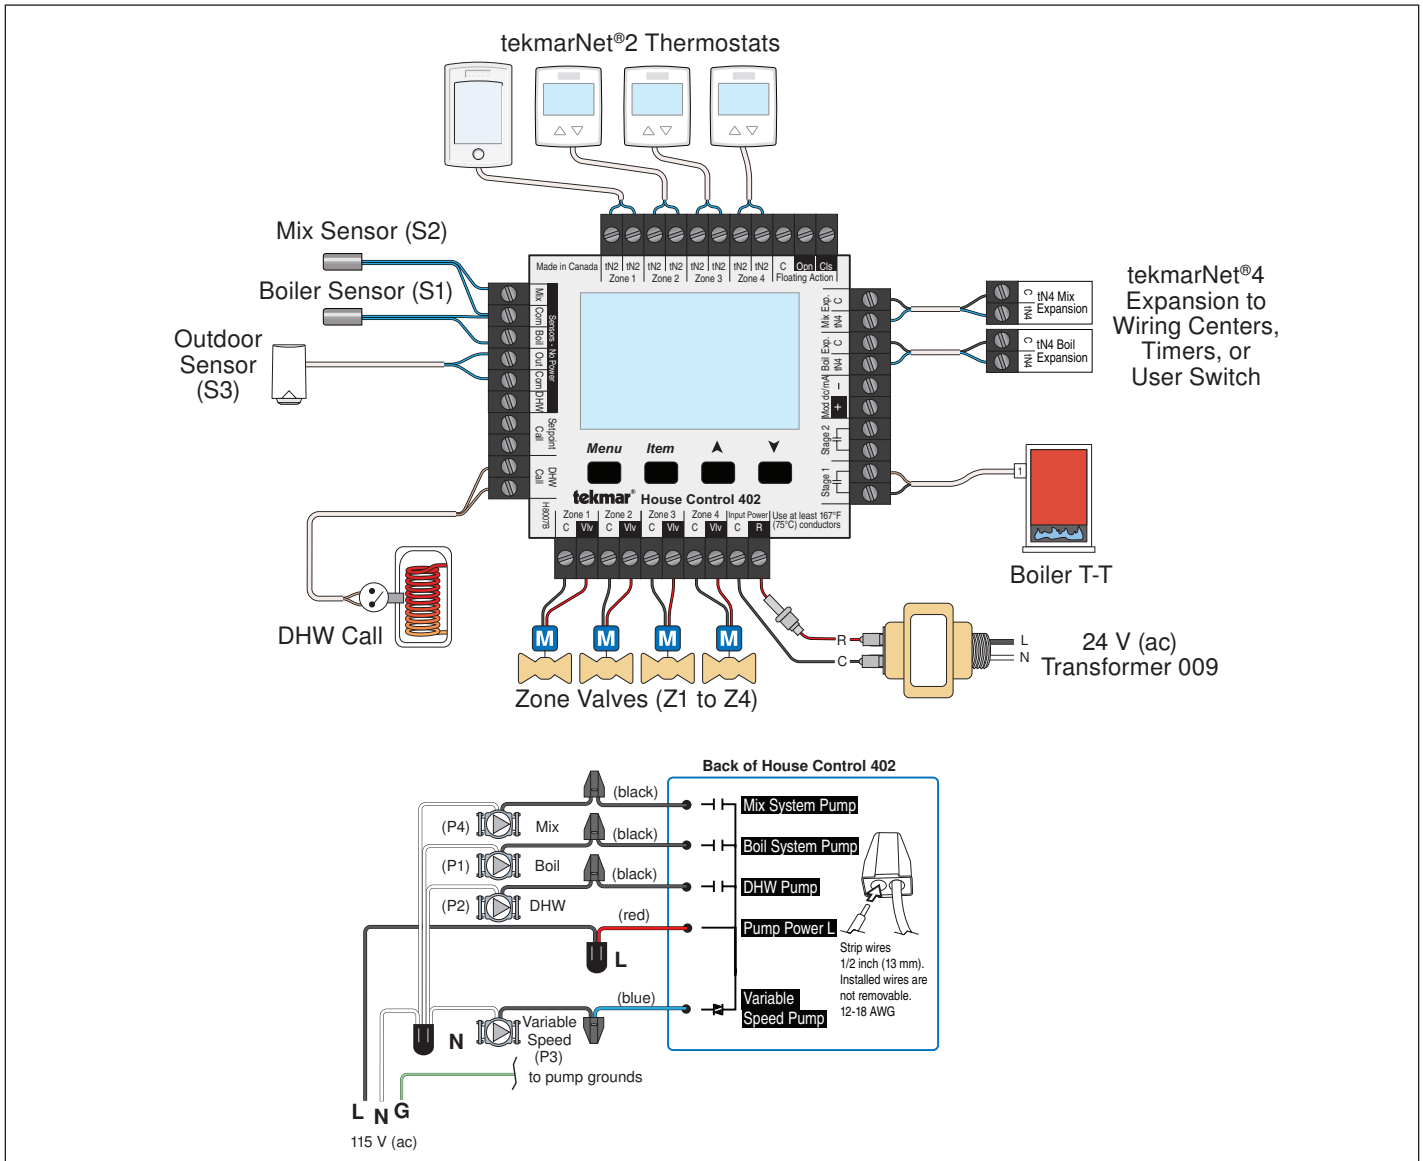 tekmarNet®2 Thermostats
Mix Sensor (S2)
Boiler Sensor (S1)
Outdoor
Sensor
(S3)
DHW Call
Made in Canada
tN2 tN2 tN2 tN2 tN2 tN2 tN2 tN2 C Opn Cls
Zone 1 Zone 2 Zone 3 Zone 4 Floating Action
Mix Com Boil Out Com DHW
Sensors - No Power
Setpoint
Call
DHW
Call
H8007B
Menu Item
tekmar® House Control 402
Mix Exp.
C tN4
Boil Exp.
C tN4
Mod dc/mA
- +
Stage 2
Stage 1
Zone 1 Zone 2 Zone 3 Zone 4 Input Power
C Vlv C Vlv C Vlv C Vlv C R
Use at least 167°F
(75°C) conductors
C
tN4
tN4 Mix
Expansion
C
tN4
tN4 Boil
Expansion
tekmarNet®4
Expansion to
Wiring Centers,
Timers, or
User Switch
1
Boiler T-T
M M M M
Zone Valves (Z1 to Z4)
R
C
L
N
24 V (ac)
Transformer 009
Back of House Control 402
(P4) Mix (black) Mix System Pump
(P1) Boil (black) Boil System Pump
(P2) DHW (black) DHW Pump
(red) L Pump Power L
N Variable
Speed
(P3)
(blue) Variable
Speed Pump
Strip wires
1/2 inch (13 mm).
Installed wires are
not removable.
12-18 AWG
to pump grounds
L N G
115 V (ac)